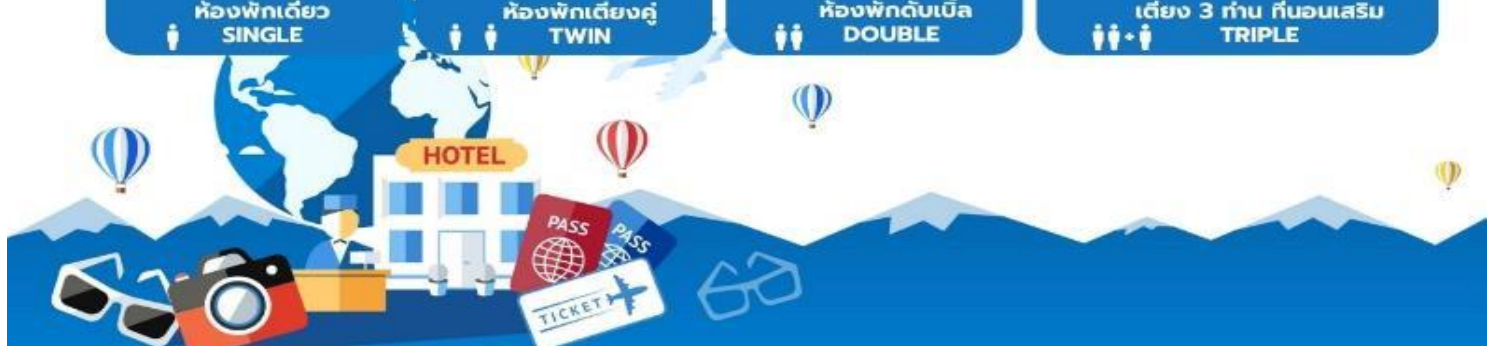 ห้องพักเดี่ยว
SINGLE
ห้องพักเตียงคู่
TWIN
ห้องพักดับเบิ้ล
DOUBLE
เตียง 3 ท่าน ที่นอนเสริม
TRIPLE
HOTEL
PASS
PASS
TICKET